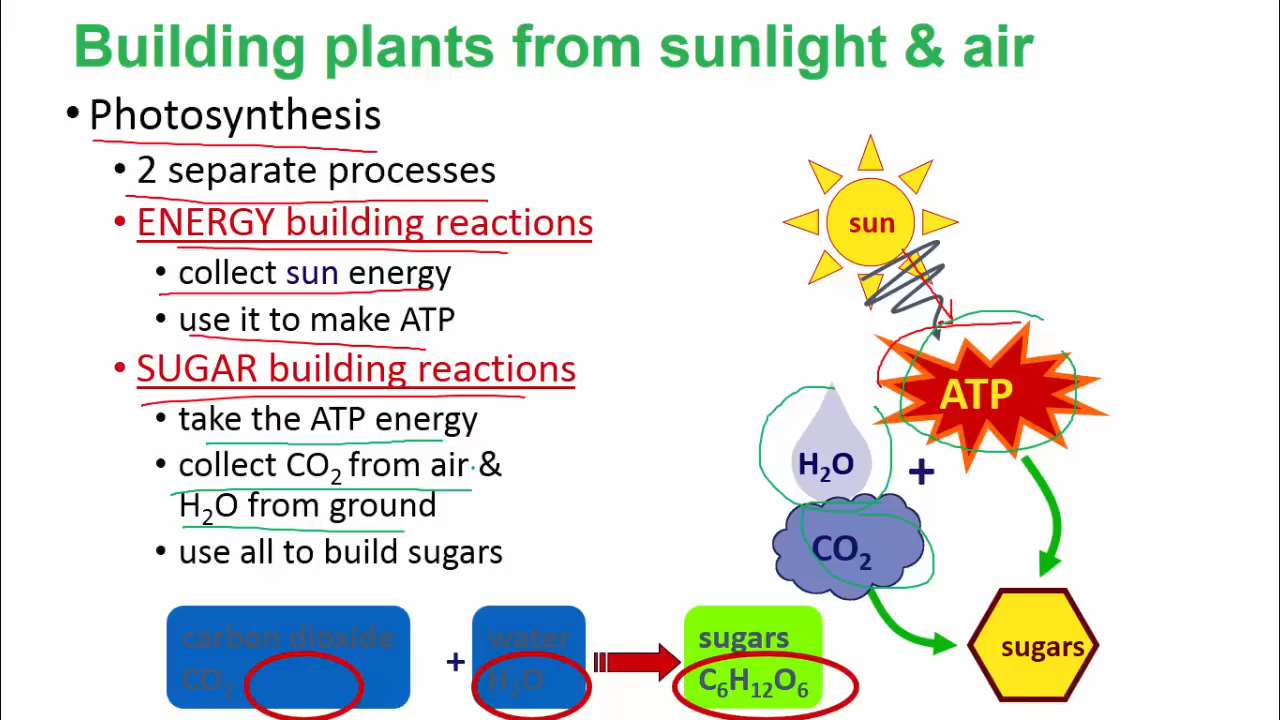 Building plants from sunlight & air
• Photosynthesis
• 2 separate processes
• ENERGY building reactions
• collect sun energy
• use it to make ATP
• SUGAR building reactions
• take the ATP energy
• collect CO₂ from air &
H₂O from ground
• use all to build sugars
sun
ATP
H₂O
+
CO₂
sugars
carbon dioxide
CO₂
+
water
H₂O
sugars
C₆H₁₂O₆